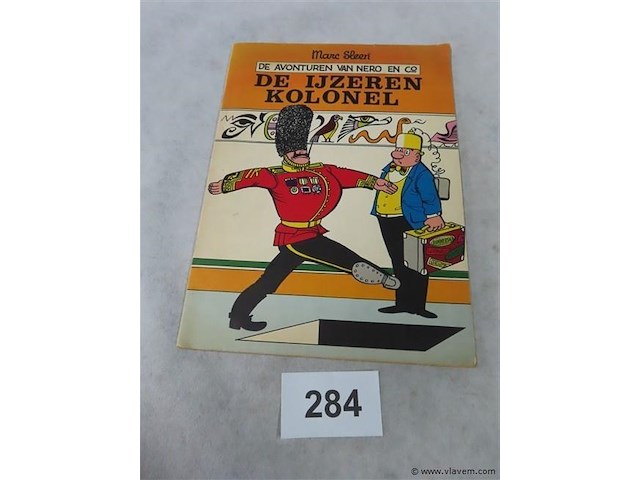 Marc Sleen
DE AVONTUREN VAN NERO EN CO
DE IJZEREN
KOLONEL
284
© www.vlavem.com